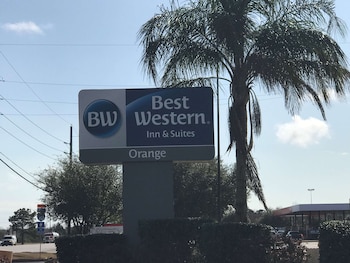 BW
Best
Western
Inn & Suites
Orange